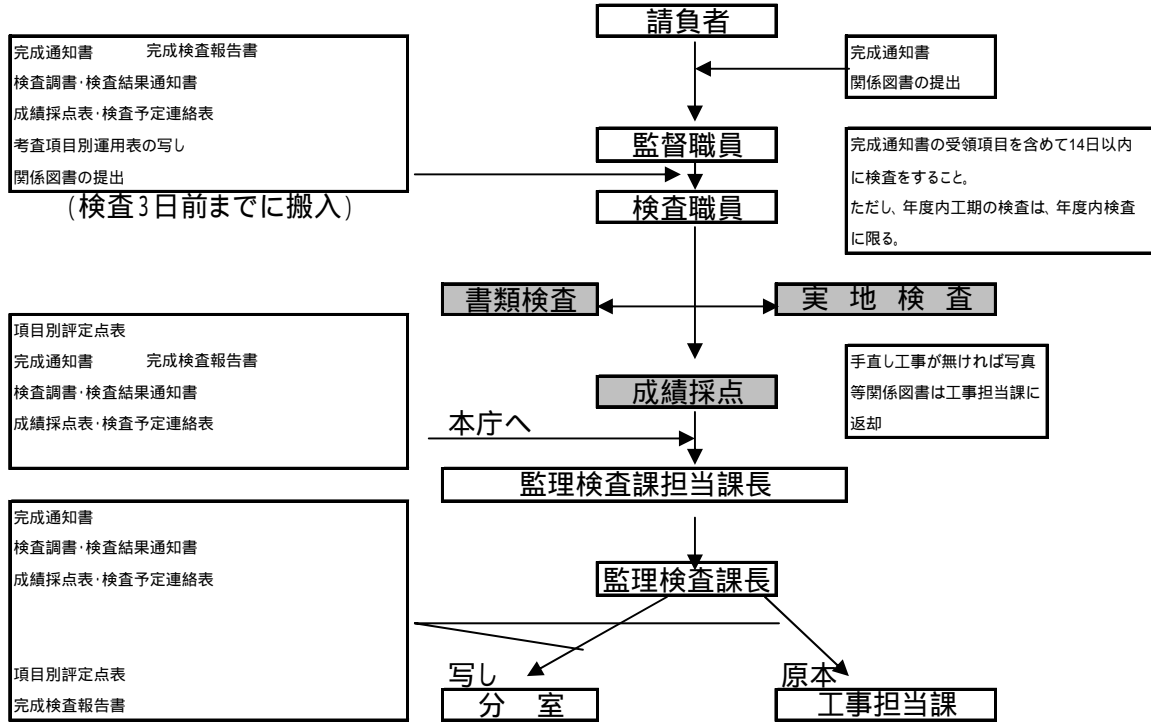 請負者
完成通知書 完成検査報告書
検査調書・検査結果通知書
成績採点表・検査予定連絡表
考査項目別運用表の写し
関係図書の提出
(検査3日前までに搬入)
完成通知書
関係図書の提出
監督職員
完成通知書の受領項目を含めて14日以内
に検査をすること。
ただし、年度内工期の検査は、年度内検査
に限る。
検査職員
書類検査
実地検査
項目別評定点表
完成通知書 完成検査報告書
検査調書・検査結果通知書
成績採点表・検査予定連絡表
手直し工事が無ければ写真
等関係図書は工事担当課に
返却
成績採点
本庁へ
監理検査課担当課長
完成通知書
検査調書・検査結果通知書
成績採点表・検査予定連絡表
項目別評定点表
完成検査報告書
監理検査課長
写し
原本
分室
工事担当課